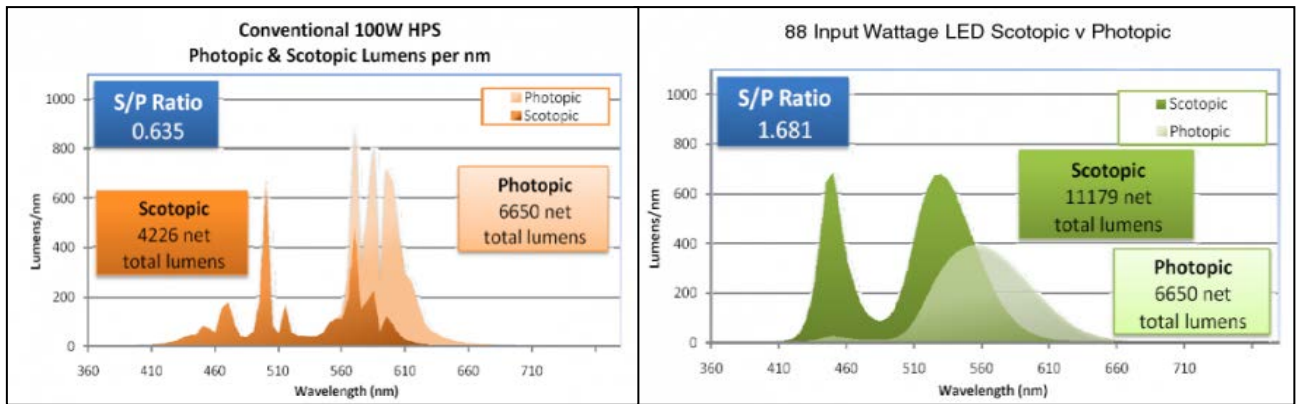 Conventional 100W HPS
Photopic & Scotopic Lumens per nm
1000
800
600
400
200
0
Lumens/nm
S/P Ratio
0.635
Photopic
Scotopic
Scotopic
4226 net
total lumens
Photopic
6650 net
total lumens
360 410 460 510 560 610 660 710
Wavelength (nm)
88 Input Wattage LED Scotopic v Photopic
1000
800
600
400
200
0
Lumens/nm
S/P Ratio
1.681
Scotopic
Photopic
Scotopic
11179 net
total lumens
Photopic
6650 net
total lumens
360 410 460 510 560 610 660 710
Wavelength (nm)